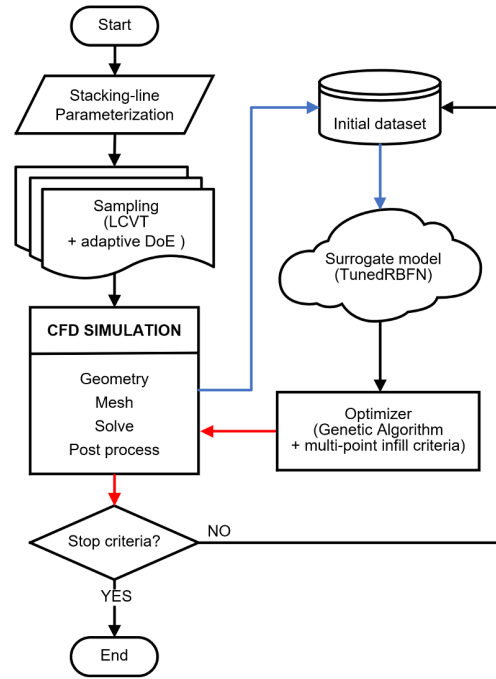 Start
Stacking-line
Parameterization
Sampling
(LCVT
+ adaptive DoE )
CFD SIMULATION
Geometry
Mesh
Solve
Post process
Stop criteria?
NO
YES
End
Initial dataset
Surrogate model
(TunedRBFN)
Optimizer
(Genetic Algorithm
+ multi-point infill criteria)